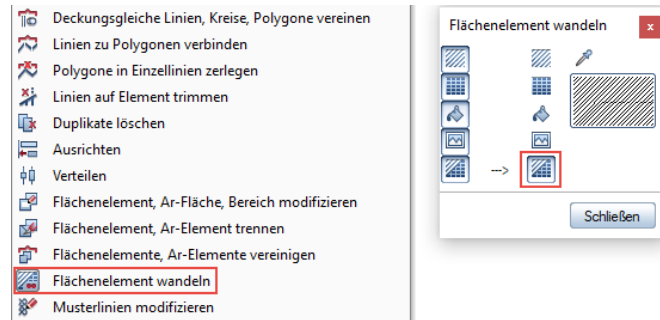 Deckungsgleiche Linien, Kreise, Polygone vereinen
Linien zu Polygonen verbinden
Polygone in Einzellinien zerlegen
Linien auf Element trimmen
Duplikate löschen
Ausrichten
Verteilen
Flächenelement, Ar-Fläche, Bereich modifizieren
Flächenelement, Ar-Element trennen
Flächenelemente, Ar-Elemente vereinigen
Flächenelement wandeln
Musterlinien modifizieren
Flächenelement wandeln
x
--->
Schließen